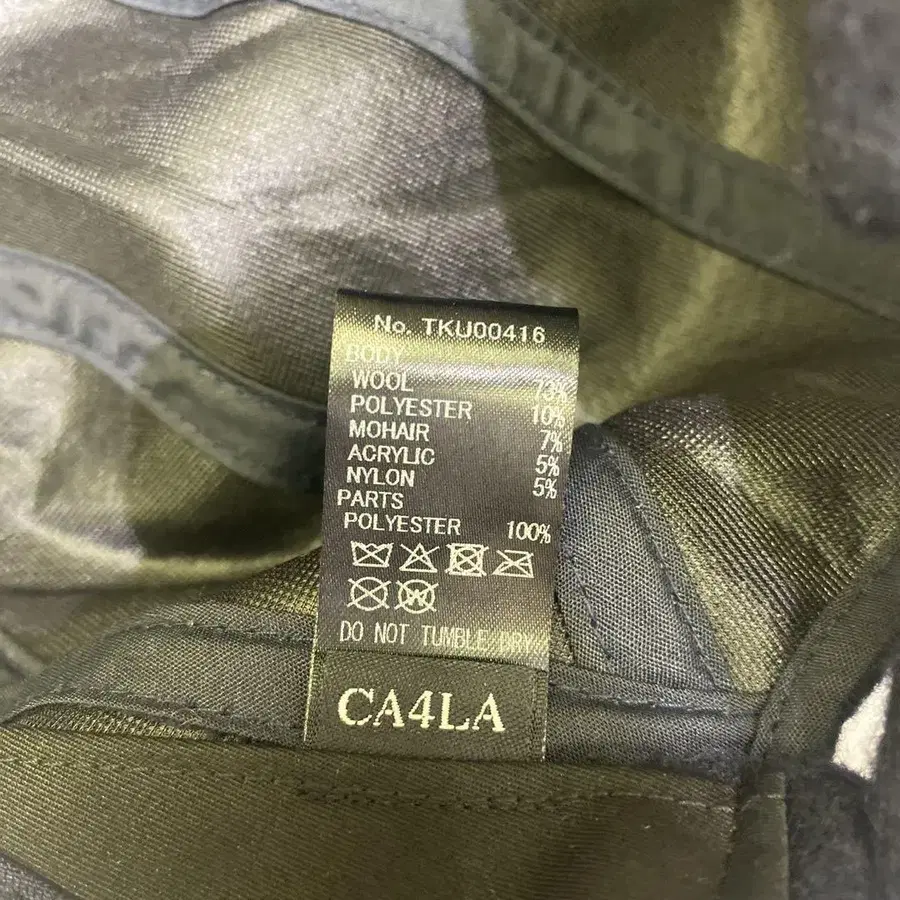 No. TKU00416
BODY
WOOL 73%
POLYESTER 10%
MOHAIR 7%
ACRYLIC 5%
NYLON 5%
PARTS
POLYESTER 100%
W
DO NOT TUMBLE DRY
CA4LA